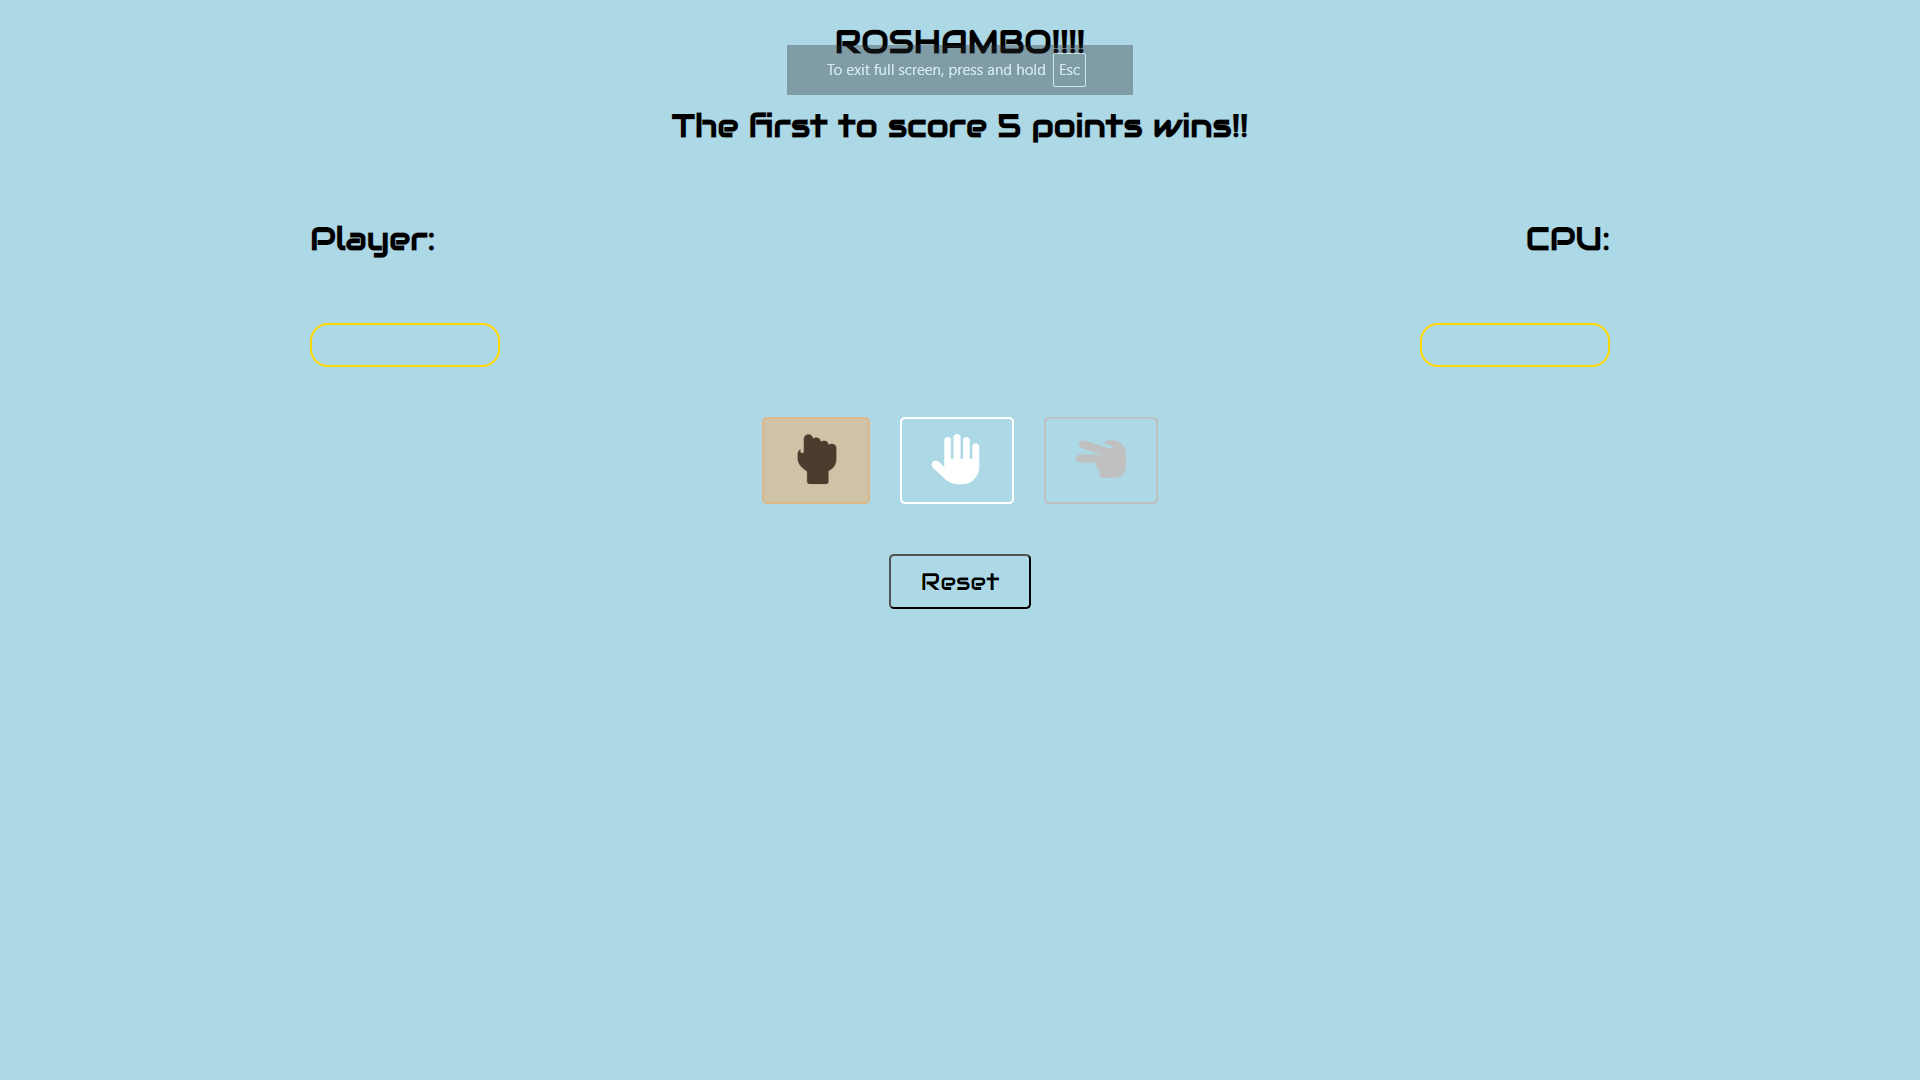 ROSHAMBO!!!!
To exit full screen, press and hold Esc
The first to score 5 points wins!!
Player:
CPU:
Reset